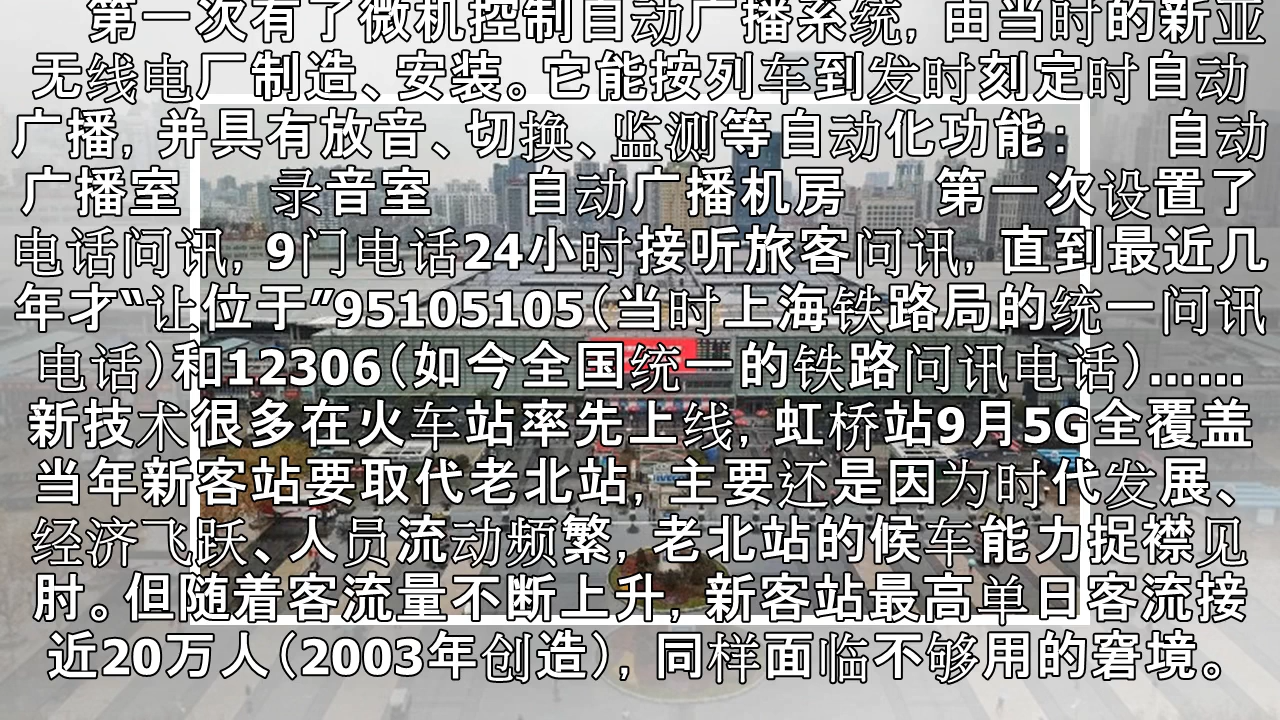 第一次有了微机控制自动广播系统，由当时的新亚
无线电厂制造、安装。它能按列车到发时刻定时自动
广播，并具有放音、切换、监测等自动化功能：　　自动
广播室　　录音室　　自动广播机房　　第一次设置了
电话问讯，9门电话24小时接听旅客问讯，直到最近几
年才“让位于”95105105（当时上海铁路局的统一问讯
电话）和12306（如今全国统一的铁路问讯电话）……
新技术很多在火车站率先上线，虹桥站9月5G全覆盖
当年新客站要取代老北站，主要还是因为时代发展、
经济飞跃、人员流动频繁，老北站的候车能力捉襟见
肘。但随着客流量不断上升，新客站最高单日客流接
近20万人（2003年创造），同样面临不够用的窘境。